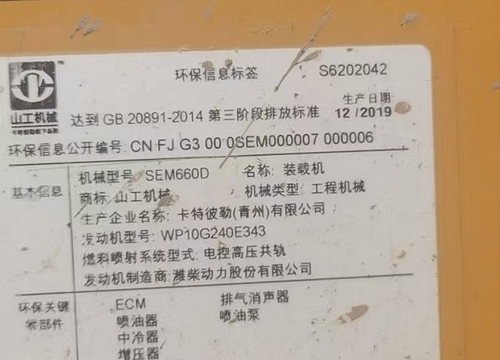 环保信息标签 S6202042
山工机械
达到 GB 20891-2014 第三阶段排放标准
生产日期
12 /2019
环保信息公开编号: CN FJ G3 00 0SEM000007 000006
基本信息
机械型号: SEM660D 名称: 装载机
商标: 山工机械 机械类型: 工程机械
生产企业名称: 卡特彼勒(青州)有限公司
发动机型号: WP10G240E343
燃料喷射系统型式: 电控高压共轨
发动机制造商: 潍柴动力股份有限公司
环保关键
零部件
ECM 排气消声器
喷油器 喷油泵
中冷器
增压器